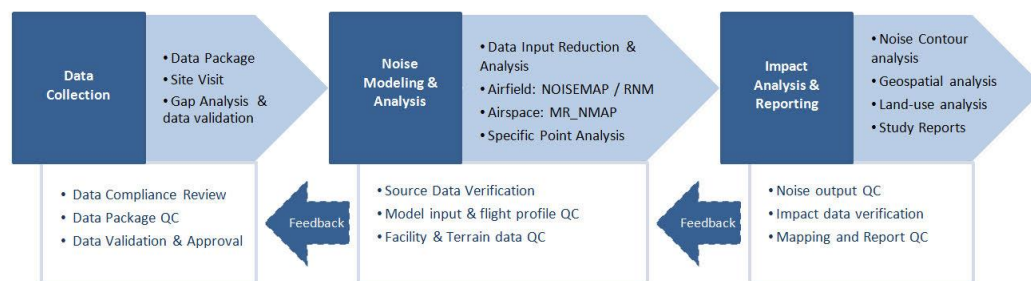 Data
Collection
• Data Package
• Site Visit
• Gap Analysis &
data validation
Noise
Modeling &
Analysis
• Data Input Reduction &
Analysis
• Airfield: NOISEMAP / RNM
• Airspace: MR_NMAP
• Specific Point Analysis
Impact
Analysis &
Reporting
• Noise Contour
analysis
• Geospatial analysis
• Land-use analysis
• Study Reports
• Data Compliance Review
• Data Package QC
• Data Validation & Approval
Feedback
• Source Data Verification
• Model input & flight profile QC
• Facility & Terrain data QC
Feedback
• Noise output QC
• Impact data verification
• Mapping and Report QC